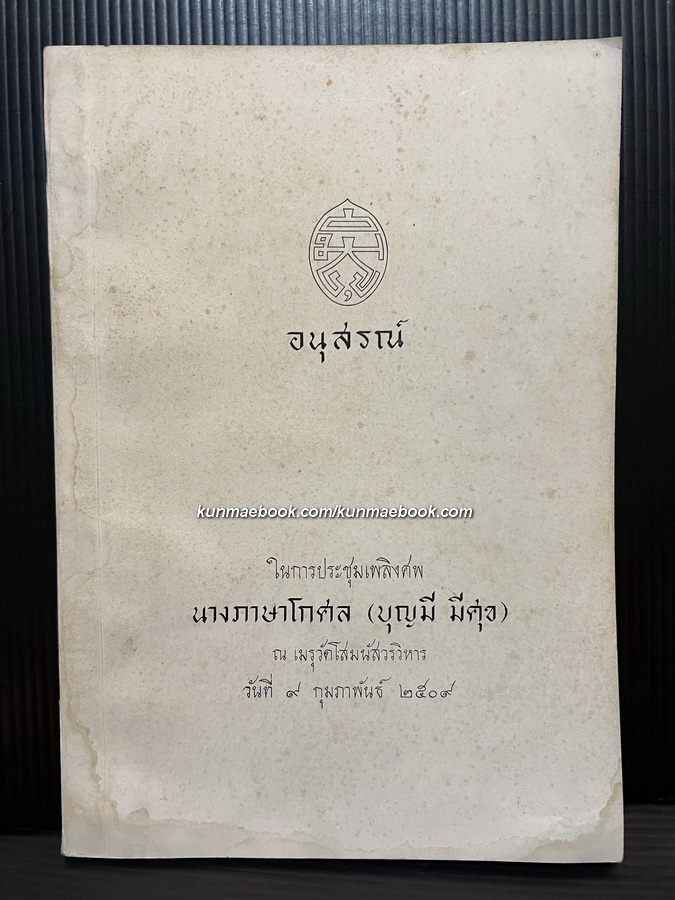 อนุสรณ์
kunmaebook.com/kunmaebook.com
ในการประชุมเพลิงศพ
นางภาษาโกศล (บุญมี มีศุจ)
ณ เมรุวัดโสมนัสวรวิหาร
วันที่ ๙ กุมภาพันธ์ ๒๕๐๙